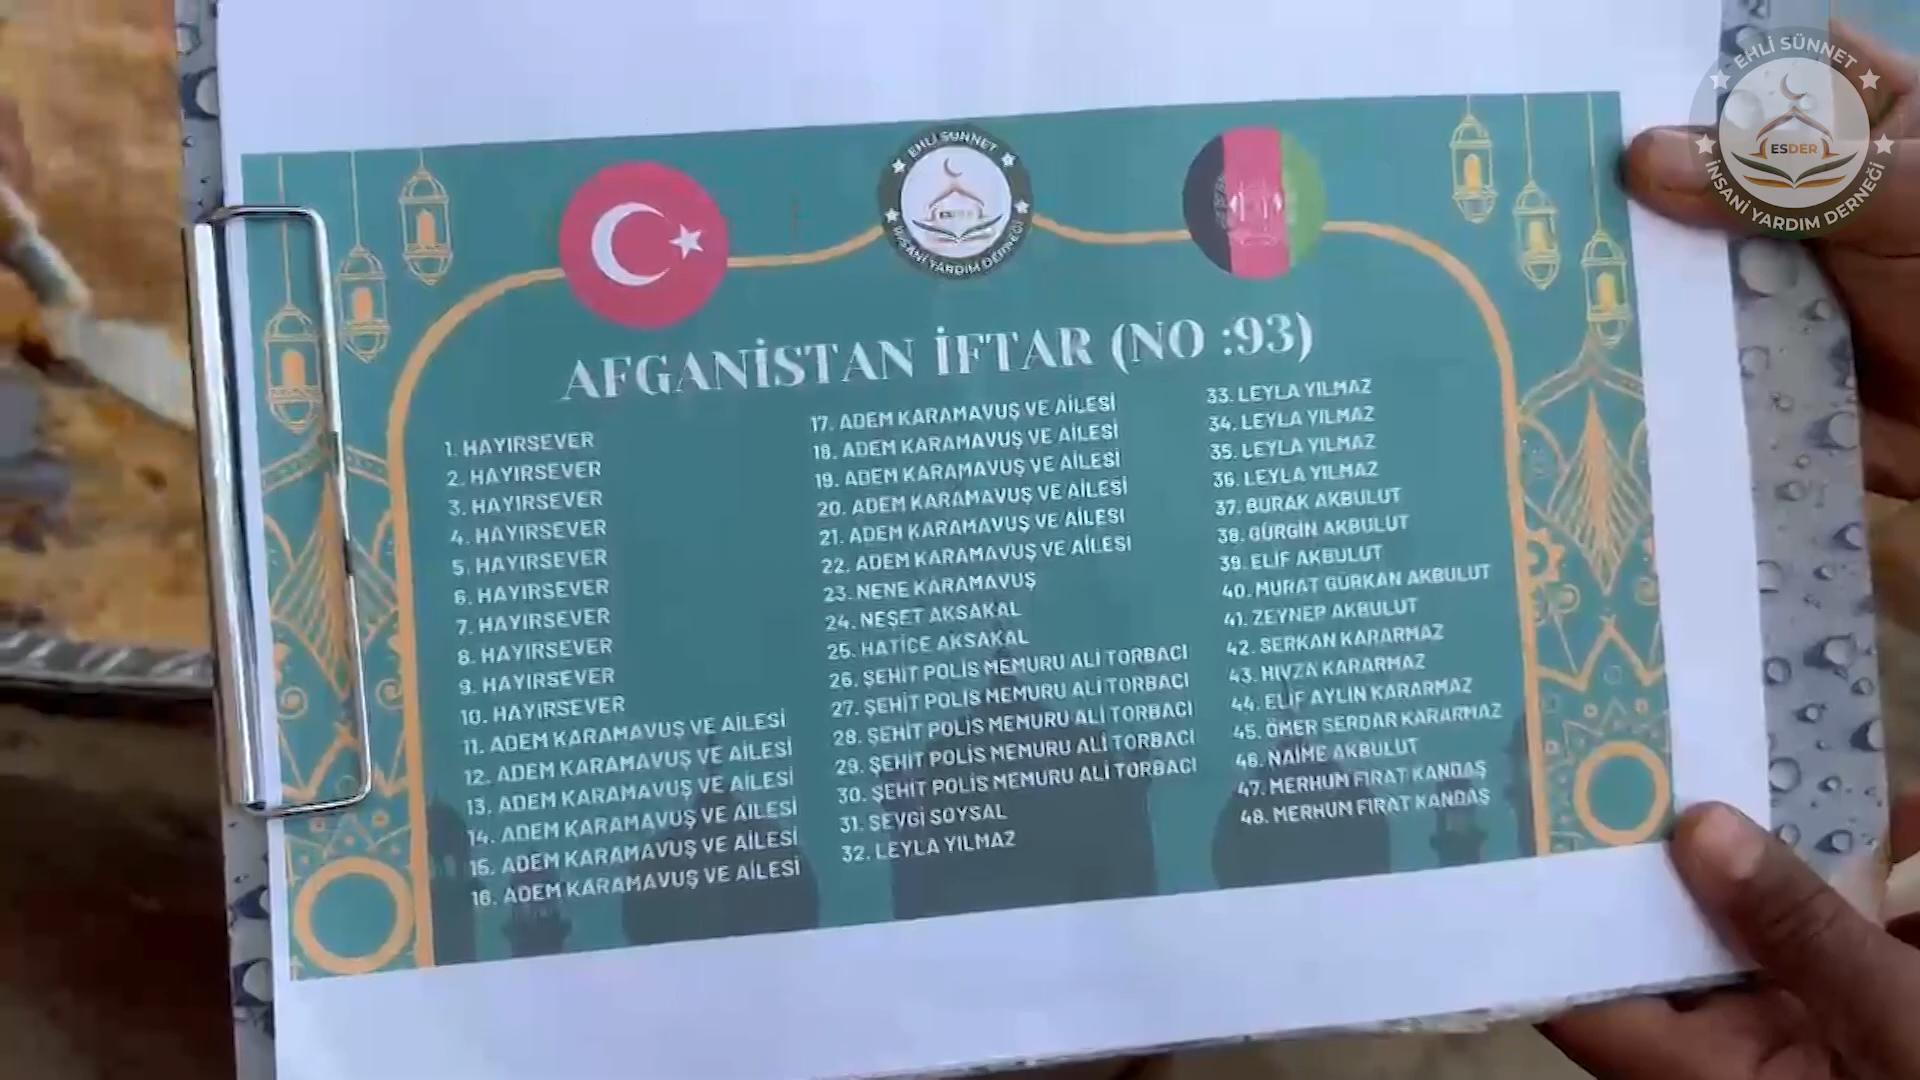 EHLİ SÜNNET
ESDER
İNSANİ YARDIM DERNEĞİ
EHLİ SÜNNET
ESDER
İNSANİ YARDIM DERNEĞİ
AFGANİSTAN İFTAR (NO :93)
1. HAYIRSEVER
2. HAYIRSEVER
3. HAYIRSEVER
4. HAYIRSEVER
5. HAYIRSEVER
6. HAYIRSEVER
7. HAYIRSEVER
8. HAYIRSEVER
9. HAYIRSEVER
10. HAYIRSEVER
11. ADEM KARAMAVUŞ VE AİLESİ
12. ADEM KARAMAVUŞ VE AİLESİ
13. ADEM KARAMAVUŞ VE AİLESİ
14. ADEM KARAMAVUŞ VE AİLESİ
15. ADEM KARAMAVUŞ VE AİLESİ
16. ADEM KARAMAVUŞ VE AİLESİ
17. ADEM KARAMAVUŞ VE AİLESİ
18. ADEM KARAMAVUŞ VE AİLESİ
19. ADEM KARAMAVUŞ VE AİLESİ
20. ADEM KARAMAVUŞ VE AİLESİ
21. ADEM KARAMAVUŞ VE AİLESI
22. ADEM KARAMAVUŞ VE AİLESİ
23. NENE KARAMAVUŞ
24. NEŞET AKSAKAL
25. HATİCE AKSAKAL
26. ŞEHİT POLİS MEMURU ALİ TORBACI
27. ŞEHİT POLİS MEMURU ALİ TORBACI
28. ŞEHİT POLİS MEMURU ALİ TORBACI
29. ŞEHİT POLİS MEMURU ALİ TORBACI
30. ŞEHİT POLİS MEMURU ALİ TORBACI
31. SEVGİ SOYSAL
32. LEYLA YILMAZ
33. LEYLA YILMAZ
34. LEYLA YILMAZ
35. LEYLA YILMAZ
36. LEYLA YILMAZ
37. BURAK AKBULUT
38. GÜRGİN AKBULUT
39. ELİF AKBULUT
40. MURAT GÜRKAN AKBULUT
41. ZEYNEP AKBULUT
42. SERKAN KARARMAZ
43. HIVZA KARARMAZ
44. ELİF AYLIN KARARMAZ
45. ÖMER SERDAR KARARMAZ
46. NAİME AKBULUT
47. MERHUM FIRAT KANDAŞ
48. MERHUM FIRAT KANDAŞ